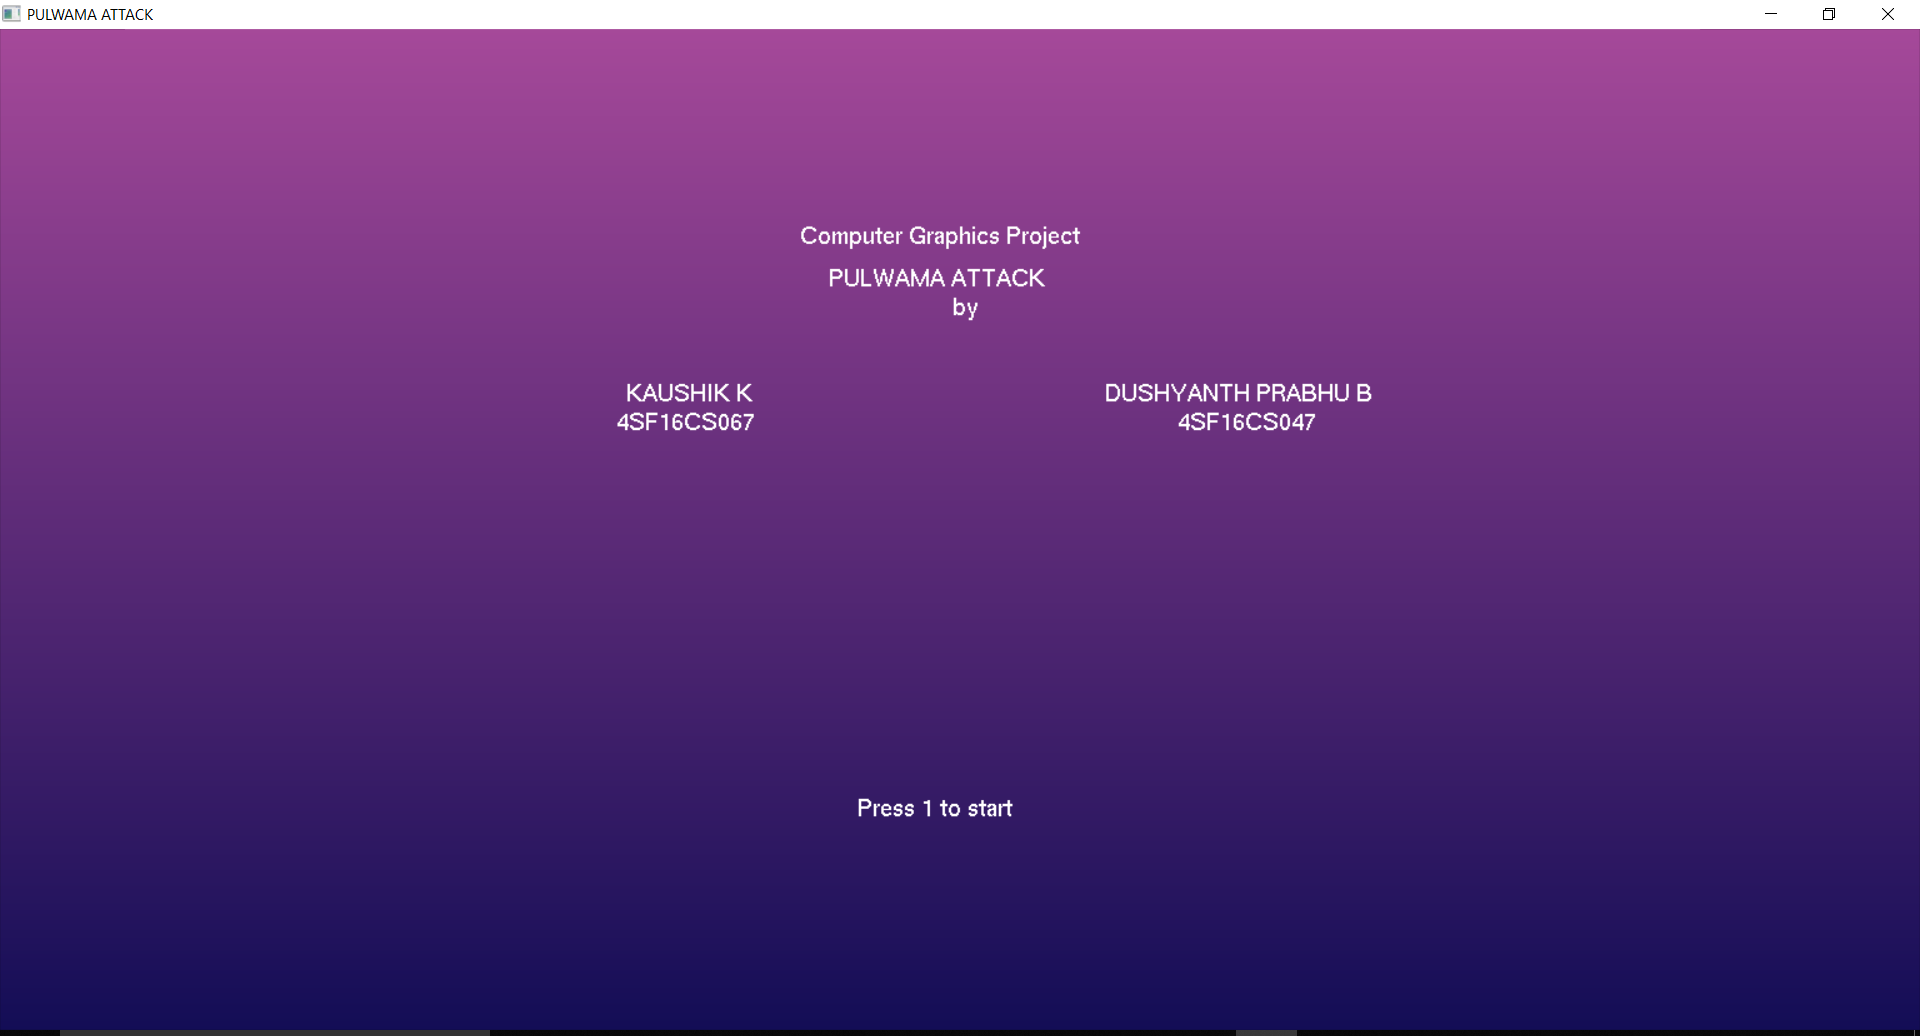 PULWAMA ATTACK
Computer Graphics Project
PULWAMA ATTACK
by
KAUSHIK K
4SF16CS067
DUSHYANTH PRABHU B
4SF16CS047
Press 1 to start